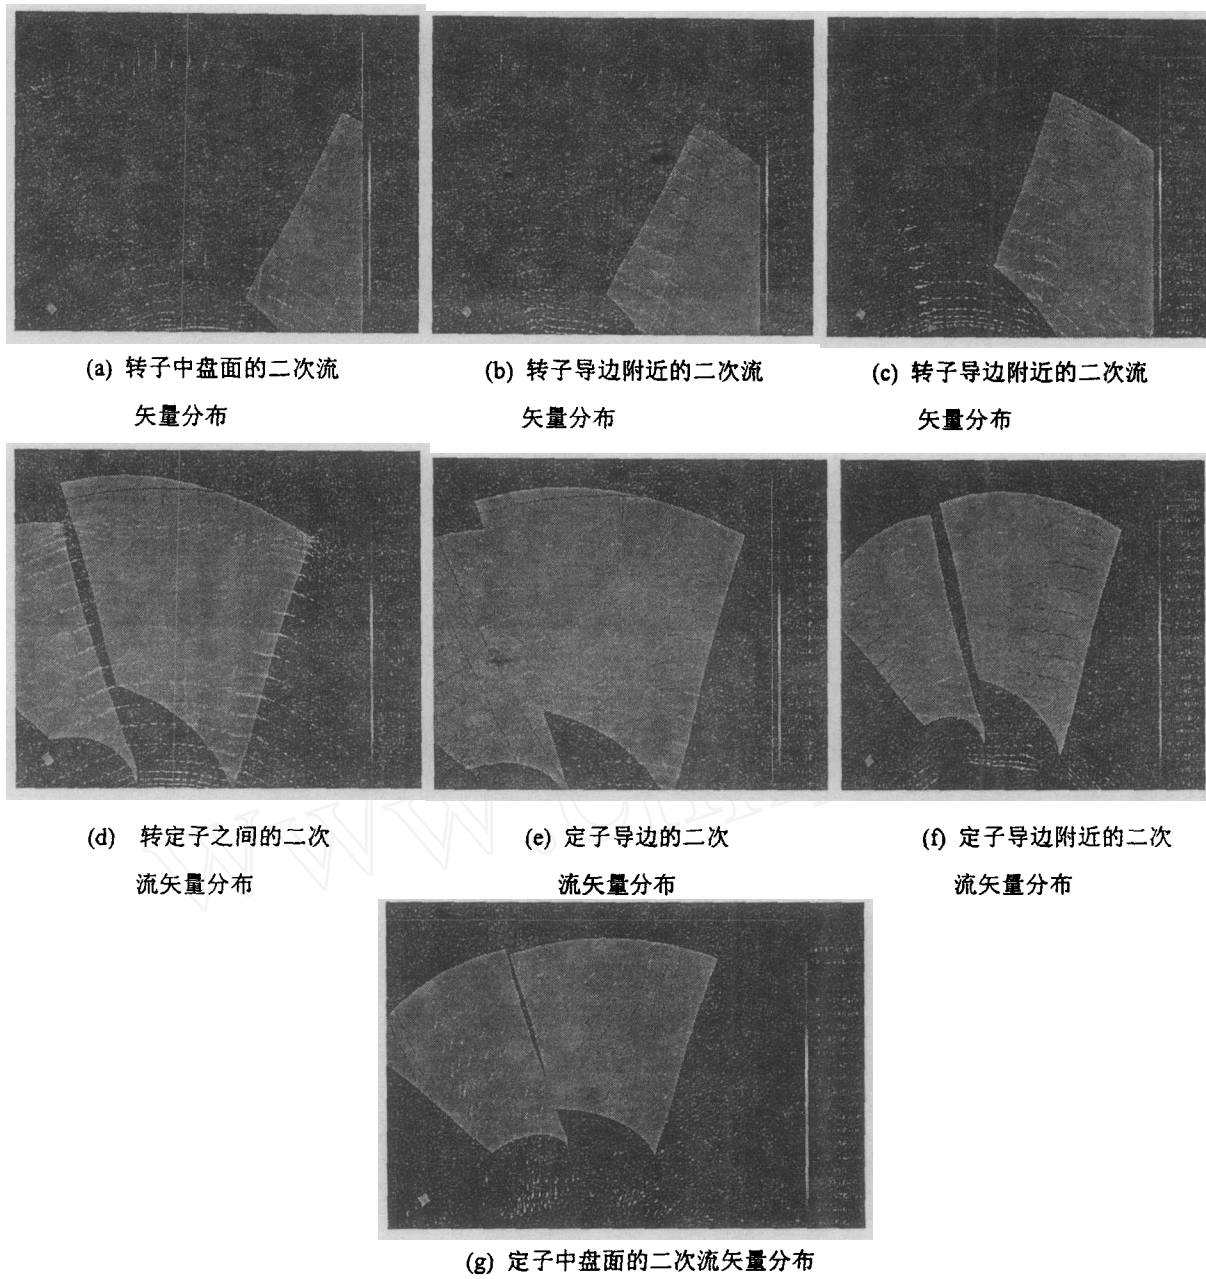 (a) 转子中盘面的二次流
矢量分布
(b) 转子导边附近的二次流
矢量分布
(c) 转子导边附近的二次流
矢量分布
(d) 转定子之间的二次
流矢量分布
(e) 定子导边的二次
流矢量分布
(f) 定子导边附近的二次
流矢量分布
(g) 定子中盘面的二次流矢量分布